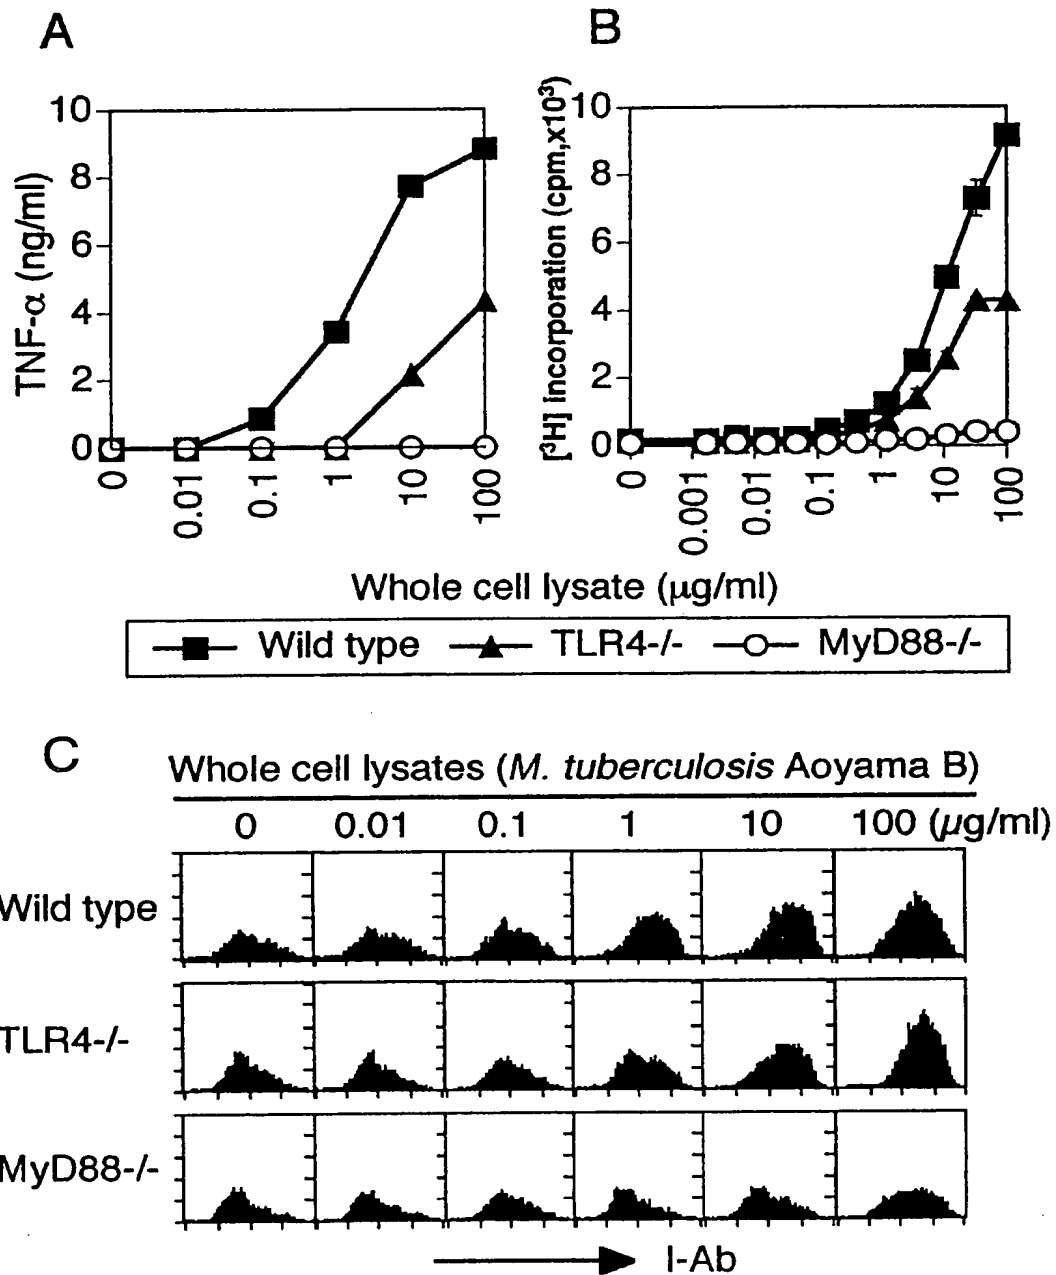 A
B
TNF-α (ng/ml)
10
8
6
4
2
0
0
0.01
0.1
1
10
100
[³H] incorporation (cpm,x10³)
10
8
6
4
2
0
0
0.001
0.01
0.1
1
10
100
Whole cell lysate (μg/ml)
Wild type TLR4-/- MyD88-/-
C
Whole cell lysates (M. tuberculosis Aoyama B)
0 0.01 0.1 1 10 100 (μg/ml)
Wild type
TLR4-/-
MyD88-/-
I-Ab